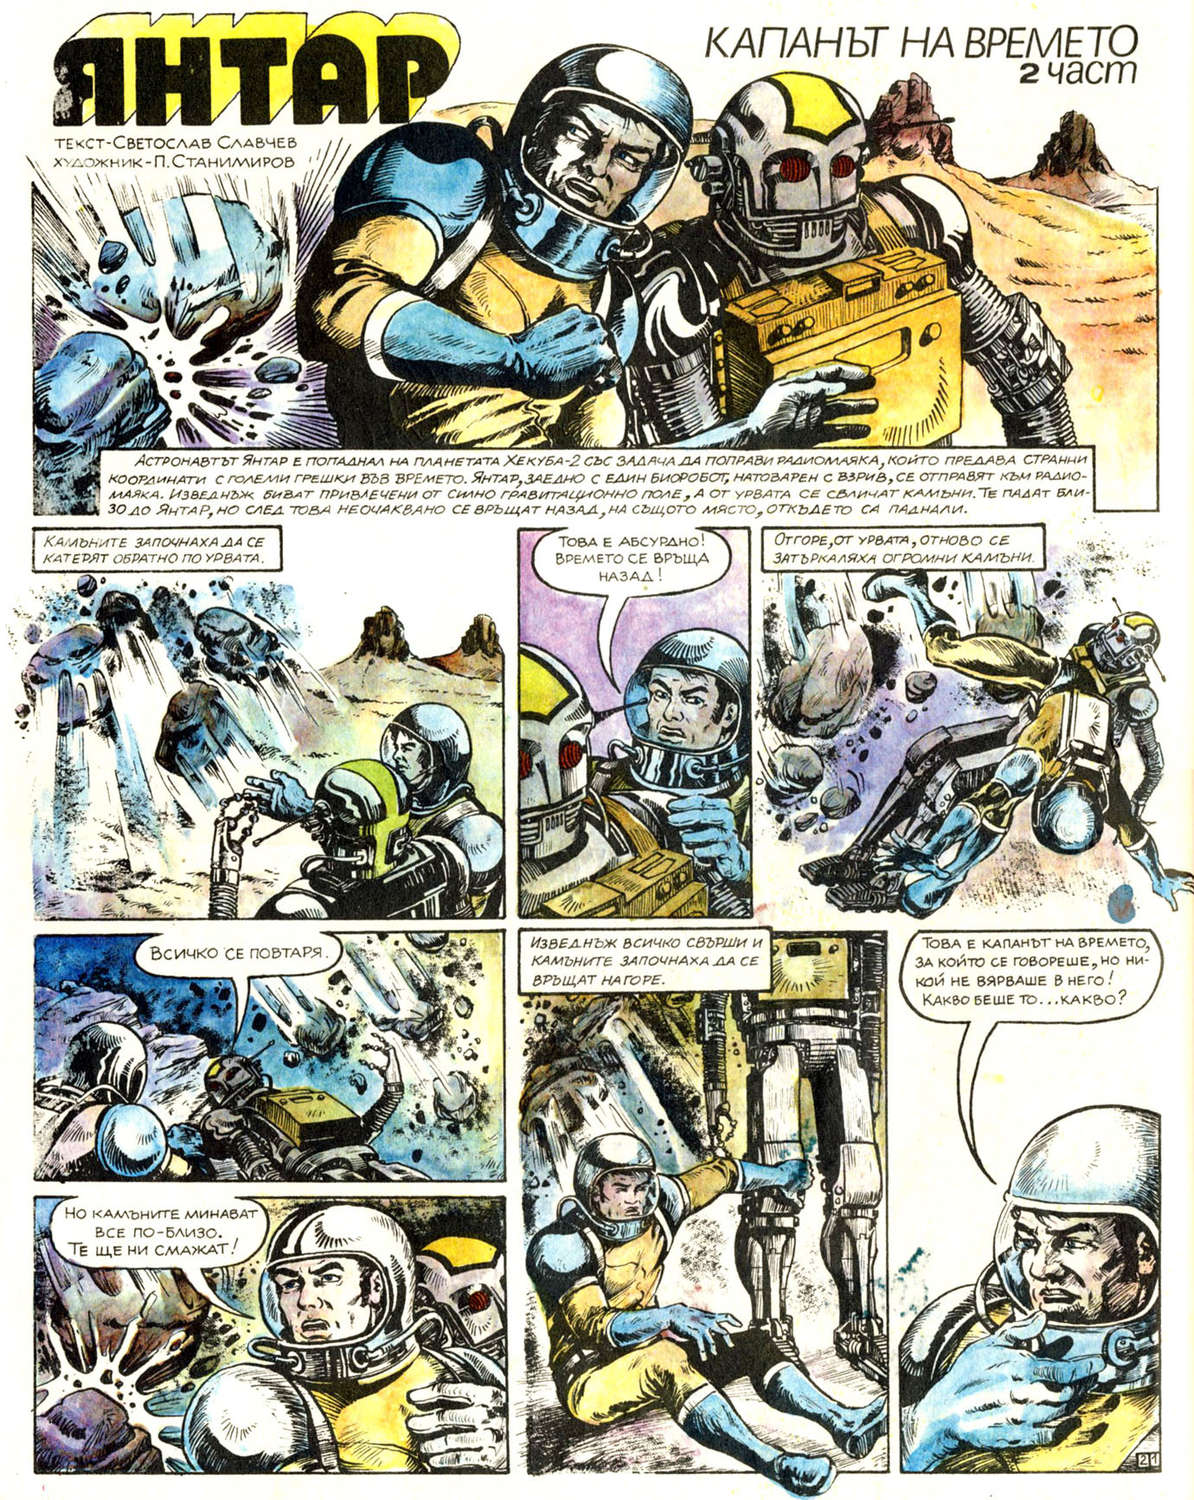 ЯНТАР
КАПАНЪТ НА ВРЕМЕТО
2 част
ТЕКСТ-СВЕТОСЛАВ СЛАВЧЕВ
ХУДОЖНИК-П.СТАНИМИРОВ
АСТРОНАВТЪТ ЯНТАР Е ПОПАДНАЛ НА ПЛАНЕТАТА ХЕКУБА-2 СЪС ЗАДАЧА ДА ПОПРАВИ РАДИОМАЯКА, КОЙТО ПРЕДАВА СТРАННИ
КООРДИНАТИ С ГОЛЕМИ ГРЕШКИ ВЪВ ВРЕМЕТО. ЯНТАР, ЗАЕДНО С ЕДИН БИОРОБОТ, НАТОВАРЕН С ВЗРИВ, СЕ ОТПРАВЯТ КЪМ РАДИО-
МАЯКА. ИЗВЕДНЪЖ БИВАТ ПРИВЛЕЧЕНИ ОТ СИЛНО ГРАВИТАЦИОННО ПОЛЕ, А ОТ УРВАТА СЕ СВЛИЧАТ КАМЪНИ. ТЕ ПАДАТ БЛИ-
ЗО ДО ЯНТАР, НО СЛЕД ТОВА НЕОЧАКВАНО СЕ ВРЪЩАТ НАЗАД, НА СЪЩОТО МЯСТО, ОТКЪДЕТО СА ПАДНАЛИ.
КАМЪНИТЕ ЗАПОЧНАХА ДА СЕ
КАТЕРЯТ ОБРАТНО ПО УРВАТА.
ТОВА Е АБСУРДНО!
ВРЕМЕТО СЕ ВРЪЩА
НАЗАД!
ОТГОРЕ, ОТ УРВАТА, ОТНОВО СЕ
ЗАТЪРКАЛЯХА ОГРОМНИ КАМЪНИ.
ВСИЧКО СЕ ПОВТАРЯ.
НО КАМЪНИТЕ МИНАВАТ
ВСЕ ПО-БЛИЗО.
ТЕ ЩЕ НИ СМАЖАТ!
ИЗВЕДНЪЖ ВСИЧКО СВЪРШИ И
КАМЪНИТЕ ЗАПОЧНАХА ДА СЕ
ВРЪЩАТ НАГОРЕ.
ТОВА Е КАПАНЪТ НА ВРЕМЕТО,
ЗА КОЙТО СЕ ГОВОРЕШЕ, НО НИ-
КОЙ НЕ ВЯРВАШЕ В НЕГО!
КАКВО БЕШЕ ТО... КАКВО?
21